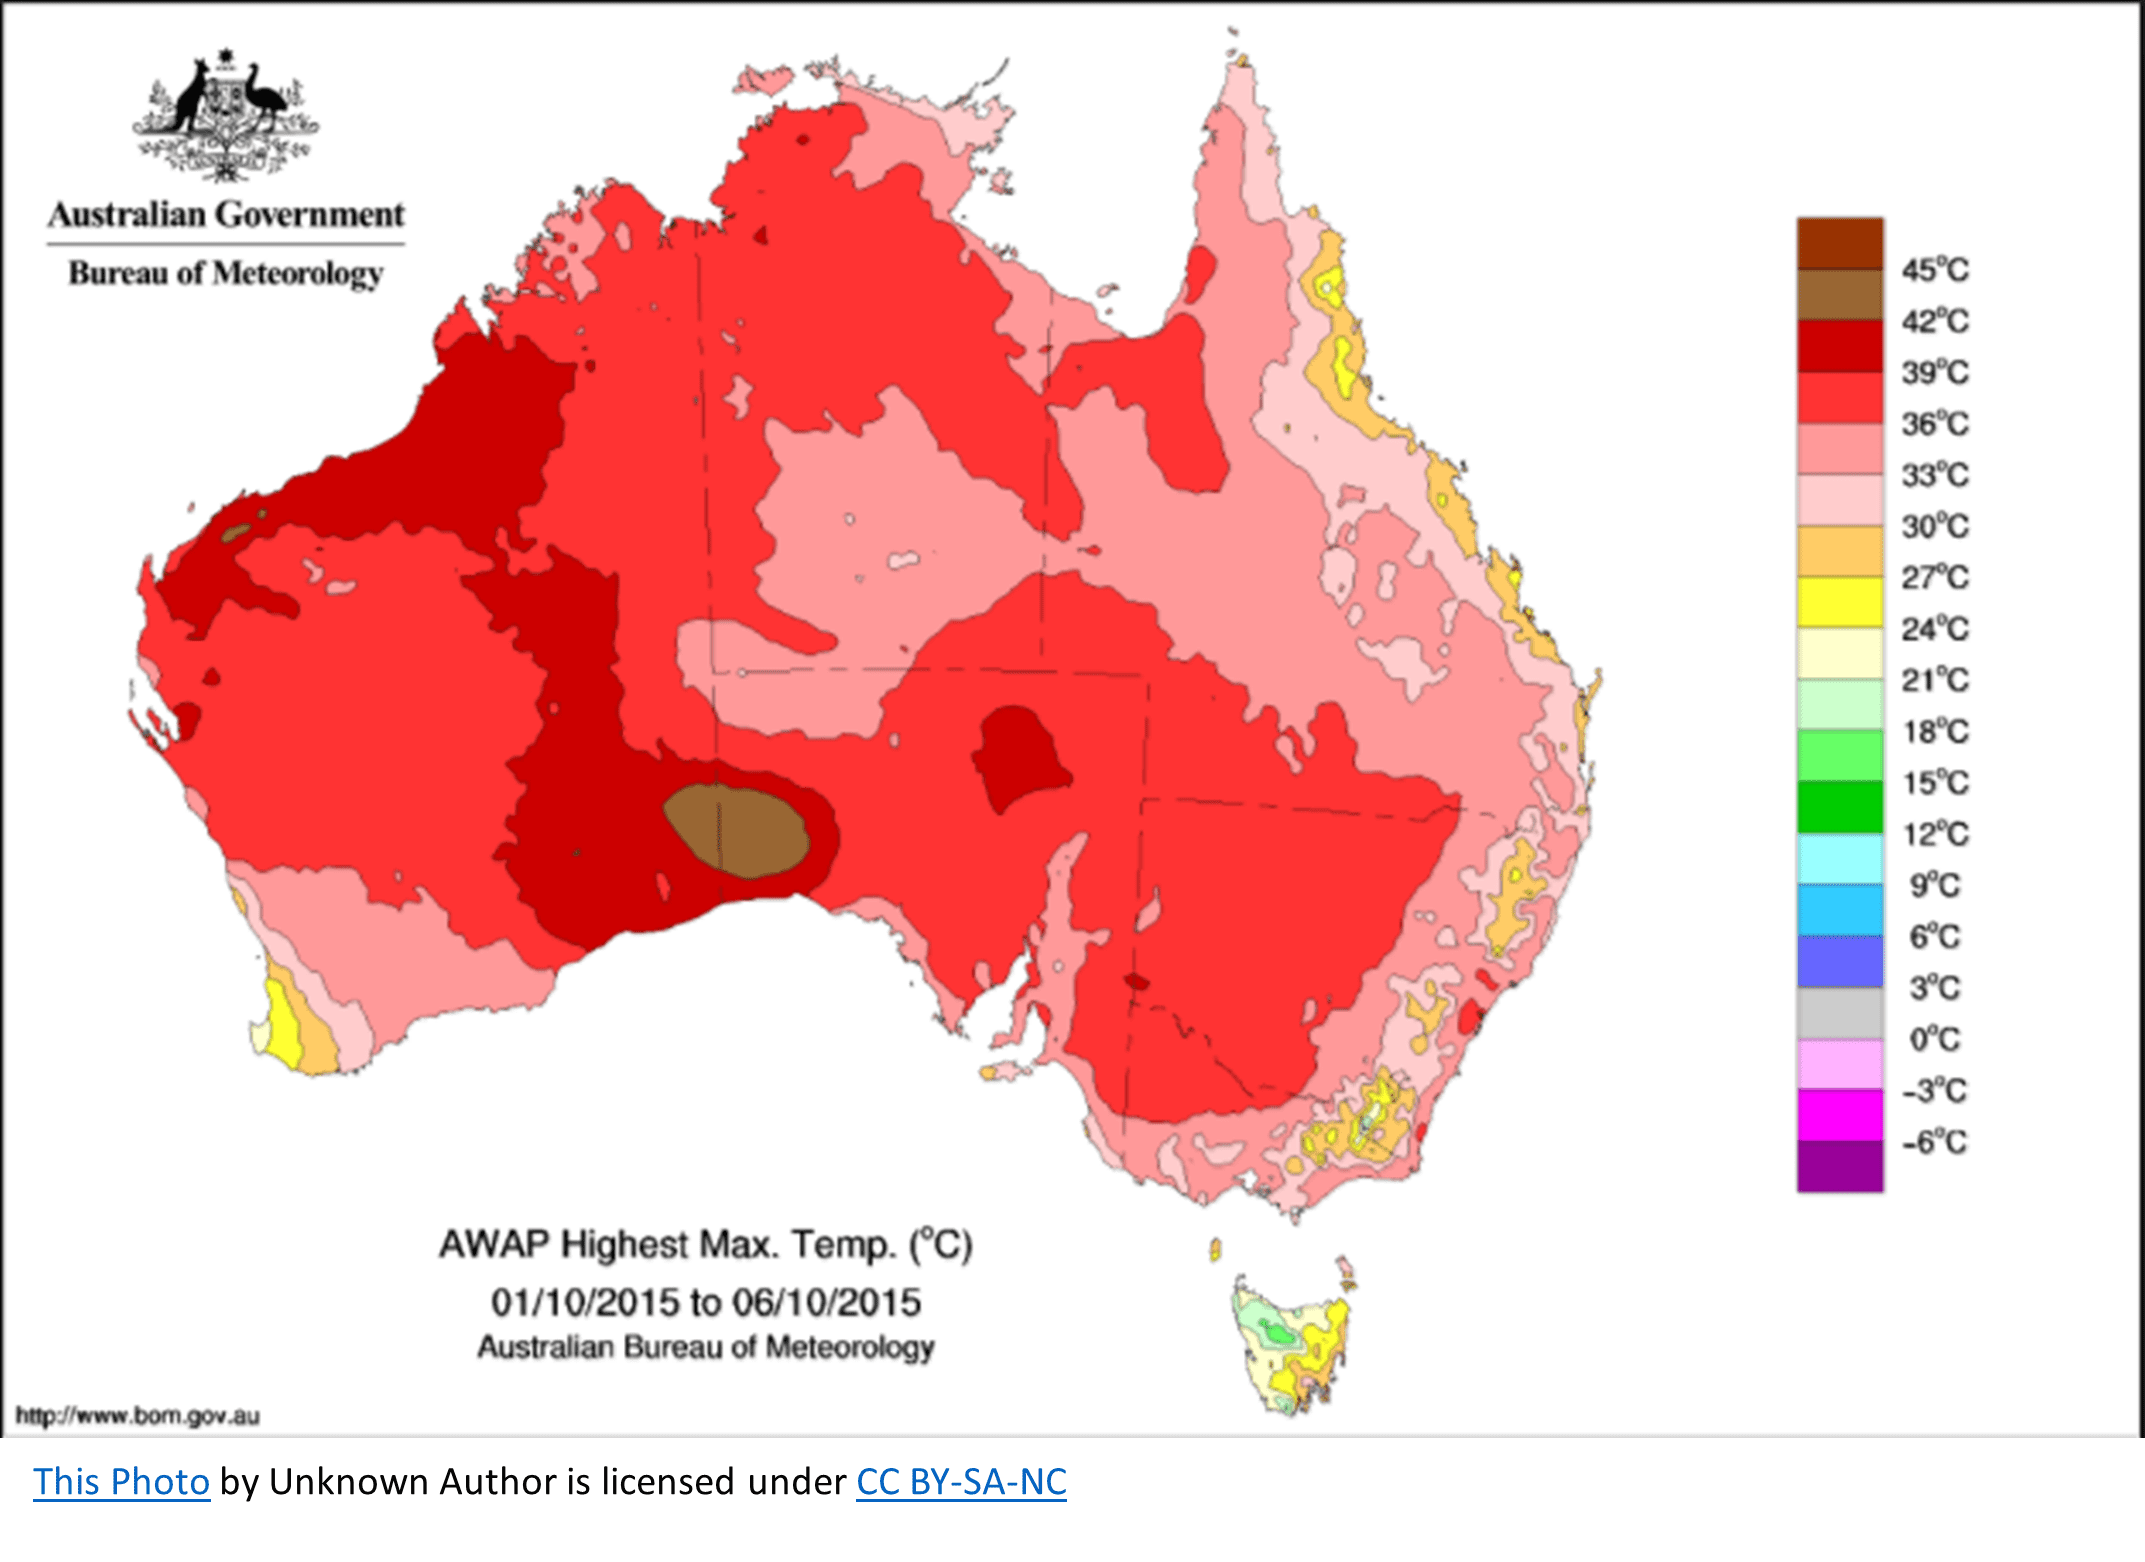 AUSTRALIA
Australian Government
Bureau of Meteorology
45°C
42°C
39°C
36°C
33°C
30°C
27°C
24°C
21°C
18°C
15°C
12°C
9°C
6°C
3°C
0°C
-3°C
-6°C
AWAP Highest Max. Temp. (°C)
01/10/2015 to 06/10/2015
Australian Bureau of Meteorology
http://www.bom.gov.au
This Photo by Unknown Author is licensed under CC BY-SA-NC